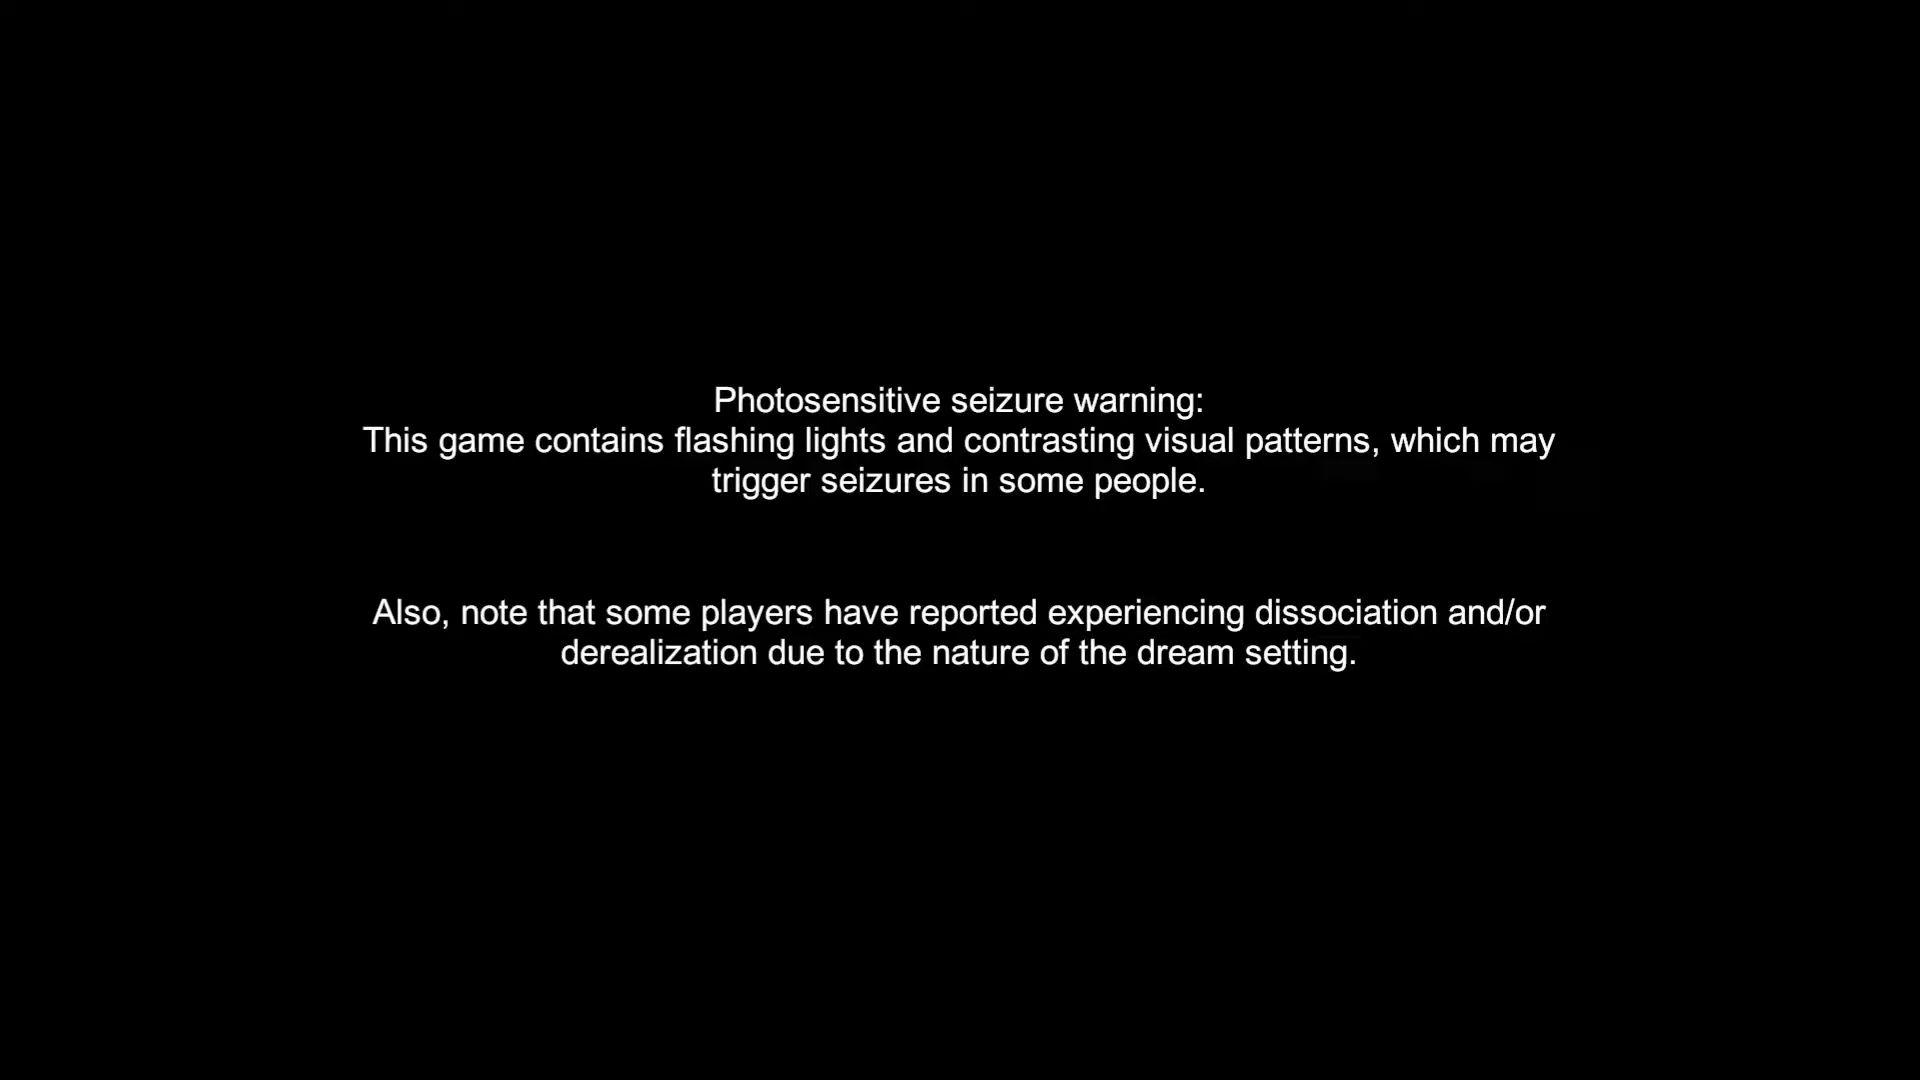 Photosensitive seizure warning:
This game contains flashing lights and contrasting visual patterns, which may
trigger seizures in some people.
Also, note that some players have reported experiencing dissociation and/or
derealization due to the nature of the dream setting.